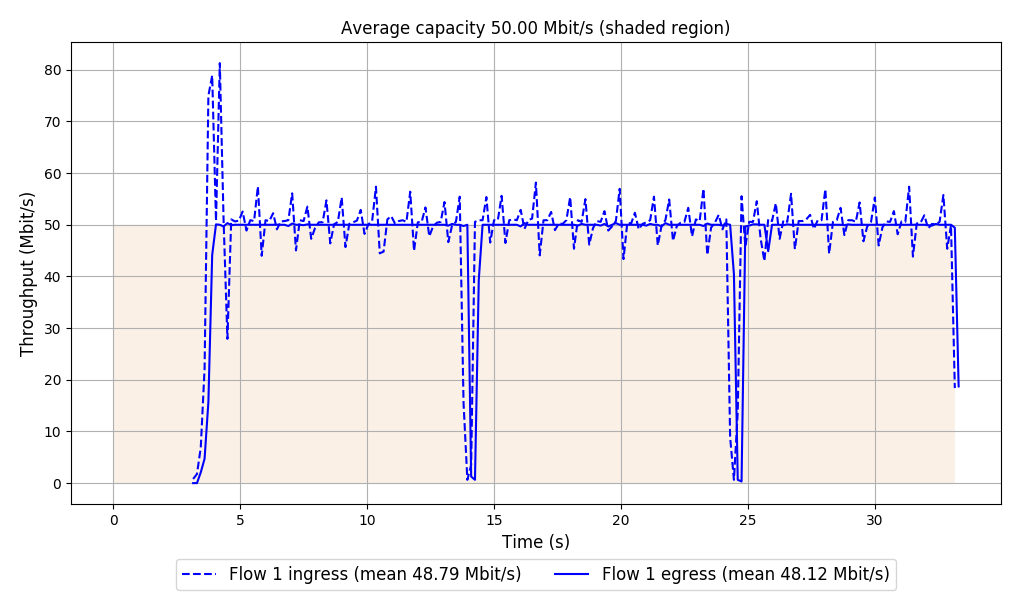 Average capacity 50.00 Mbit/s (shaded region)
80
70
60
50
40
30
20
10
0
Throughput (Mbit/s)
0 5 10 15 20 25 30
Time (s)
Flow 1 ingress (mean 48.79 Mbit/s) Flow 1 egress (mean 48.12 Mbit/s)